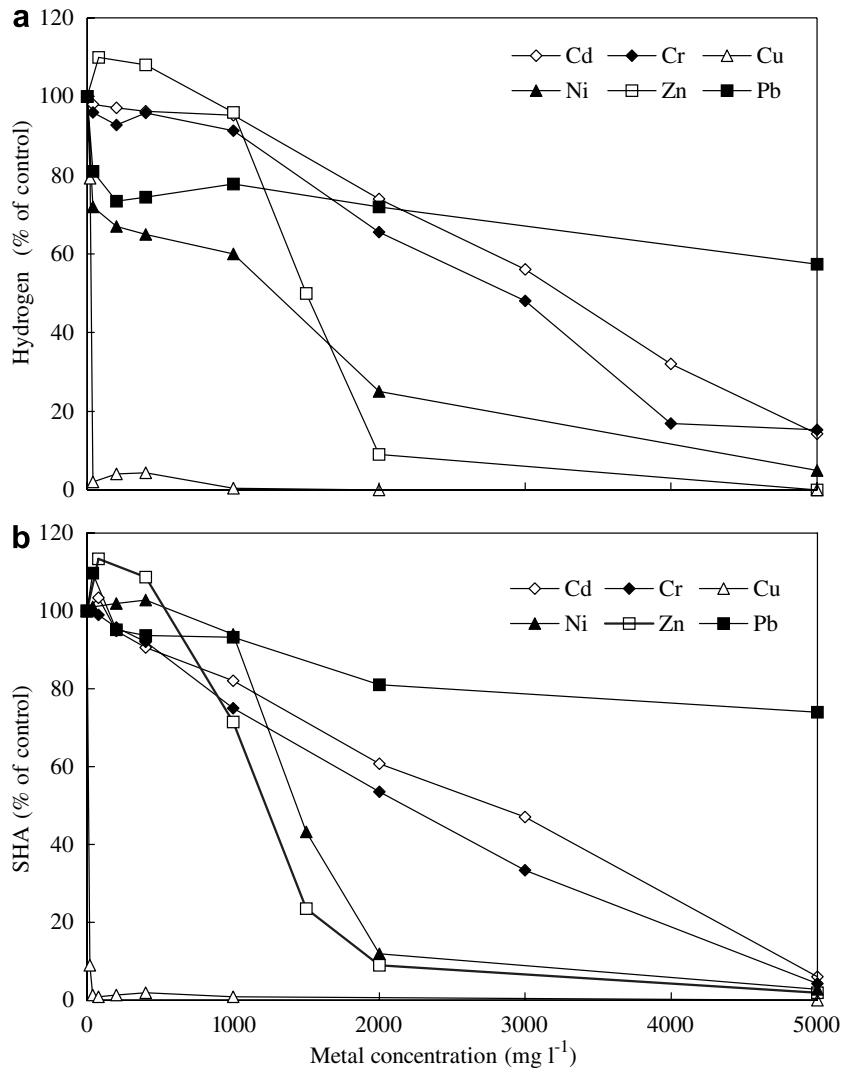 a
120
100
80
60
40
20
0
Hydrogen (% of control)
Cd Cr Cu
Ni Zn Pb
b
120
100
80
60
40
20
0
SHA (% of control)
Cd Cr Cu
Ni Zn Pb
0 1000 2000 3000 4000 5000
Metal concentration (mg l⁻¹)